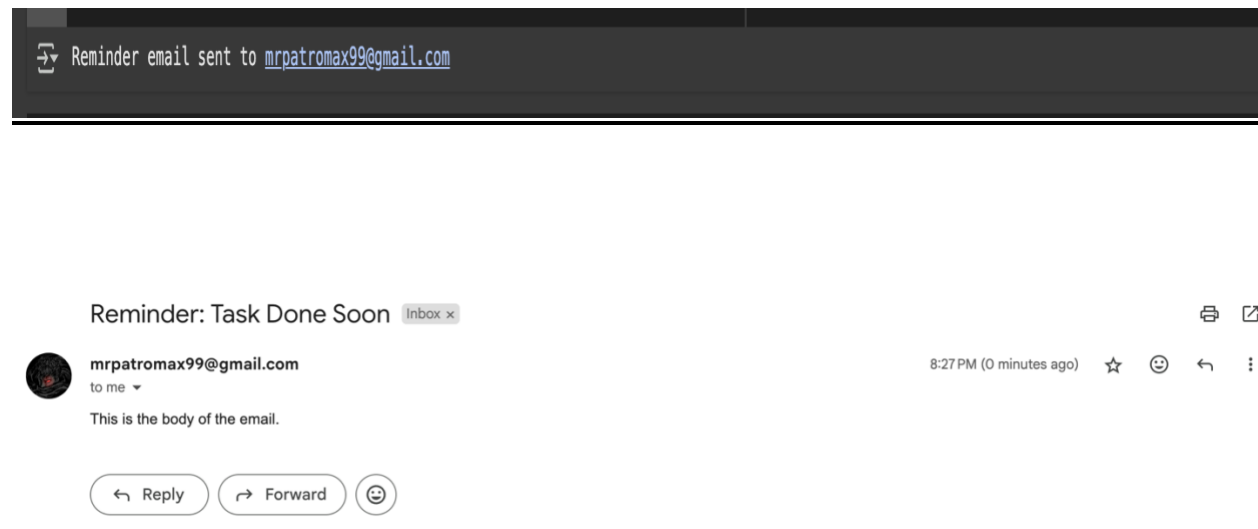 Reminder email sent to mrpatromax99@gmail.com
Reminder: Task Done Soon Inbox ×
mrpatromax99@gmail.com 8:27 PM (0 minutes ago)
to me
This is the body of the email.
Reply Forward